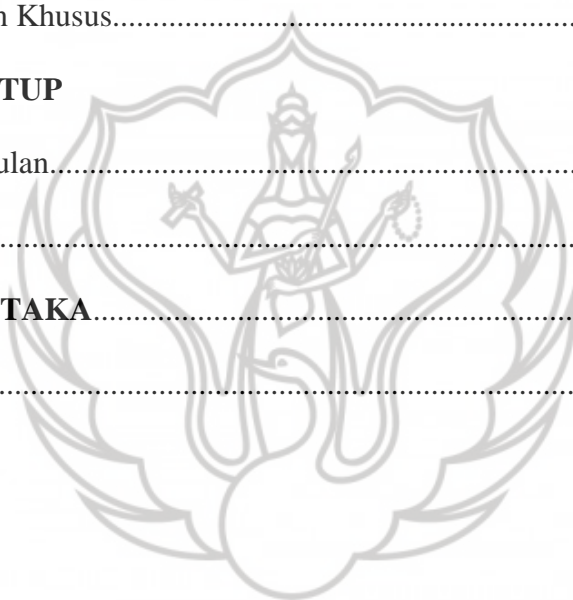 n Khusus................................................................................
TUP
ulan.........................................................................................
................................................................................................
TAKA....................................................................................
................................................................................................